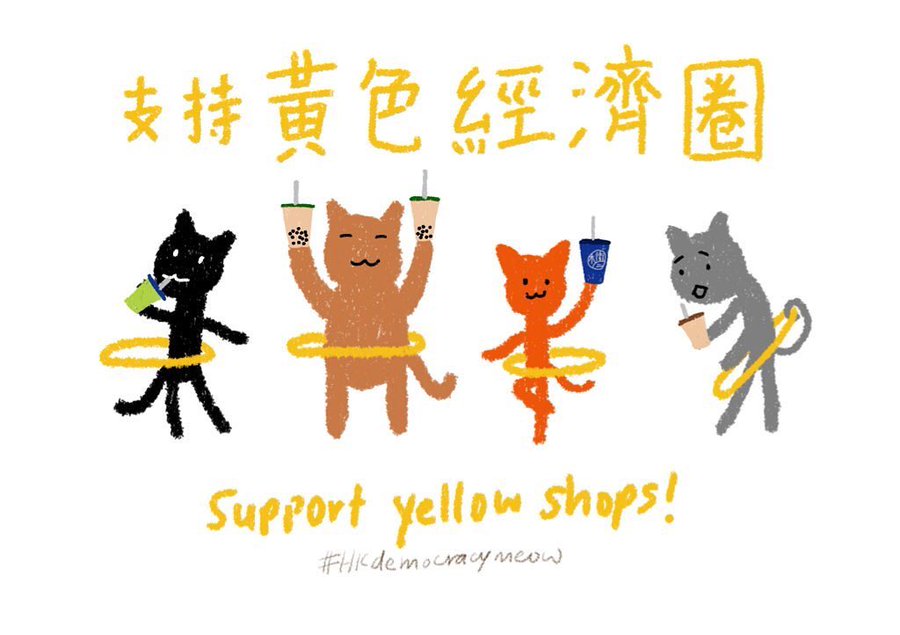 支持黃色經濟圈
Support yellow shops!
#HKdemocracymeow